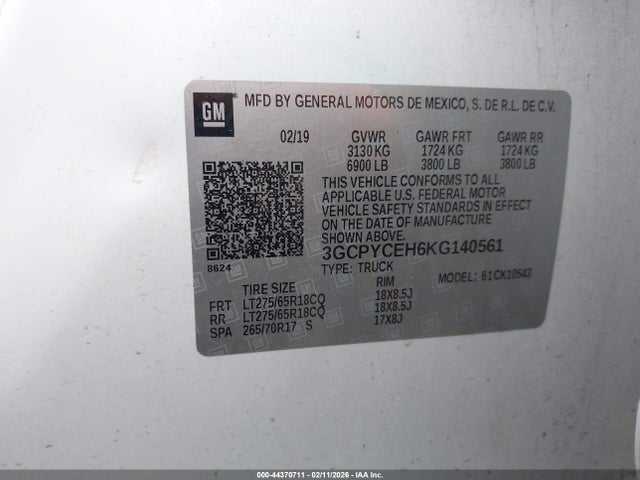 GM MFD BY GENERAL MOTORS DE MEXICO, S. DE R.L. DE C.V.
02/19 GVWR GAWR FRT GAWR RR
3130 KG 1724 KG 1724 KG
6900 LB 3800 LB 3800 LB
THIS VEHICLE CONFORMS TO ALL
APPLICABLE U.S. FEDERAL MOTOR
VEHICLE SAFETY STANDARDS IN EFFECT
ON THE DATE OF MANUFACTURE SHOWN ABOVE.
3GCPYCEH6KG140561
8624
TYPE: TRUCK MODEL: 61CK10543
TIRE SIZE RIM
FRT LT275/65R18CQ 18X8.5J
RR LT275/65R18CQ 18X8.5J
SPA 265/70R17 S 17X8J
000-44370711 - 02/11/2026 - IAA, Inc.